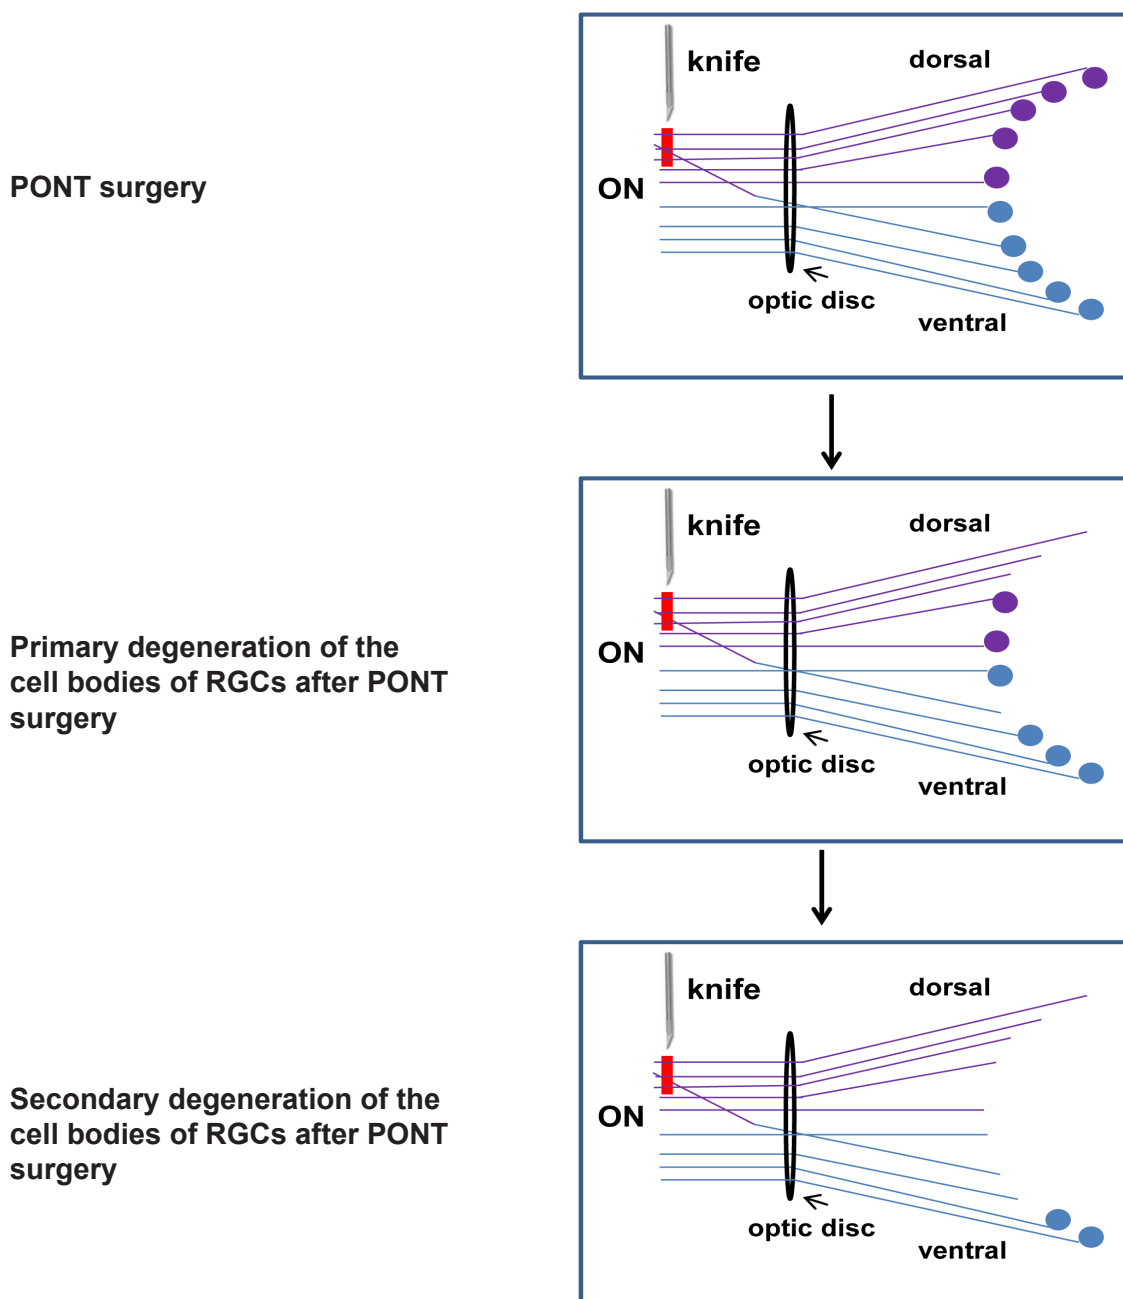 knife
dorsal
PONT surgery
ON
optic disc
ventral
knife
dorsal
Primary degeneration of the
cell bodies of RGCs after PONT
surgery
ON
optic disc
ventral
knife
dorsal
Secondary degeneration of the
cell bodies of RGCs after PONT
surgery
ON
optic disc
ventral